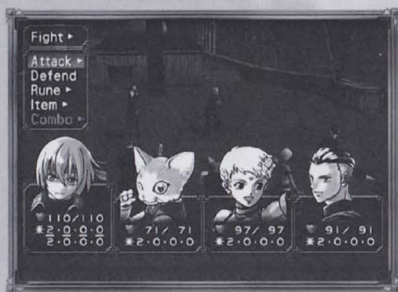 Fight ▸
Attack ▸
Defend
Rune ▸
Item ▸
Combo ▸
110/110
2·0·0·0
2·0·0·0
71/ 71
2·0·0·0
97/ 97
2·0·0·0
91/ 91
2·0·0·0